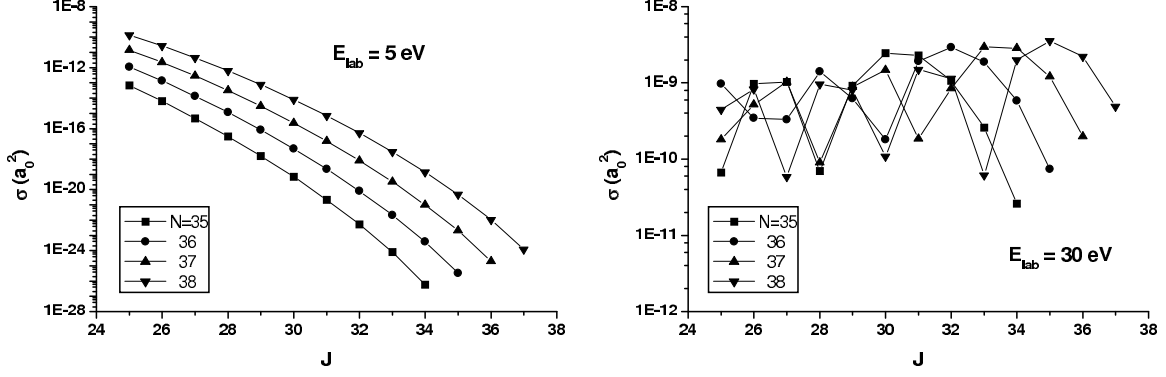 1E-8
1E-12
1E-16
1E-20
1E-24
1E-28
σ (a₀²)
E_lab = 5 eV
N=35
36
37
38
24 26 28 30 32 34 36 38
J
1E-8
1E-9
1E-10
1E-11
1E-12
σ (a₀²)
N=35
36
37
38
E_lab = 30 eV
24 26 28 30 32 34 36 38
J